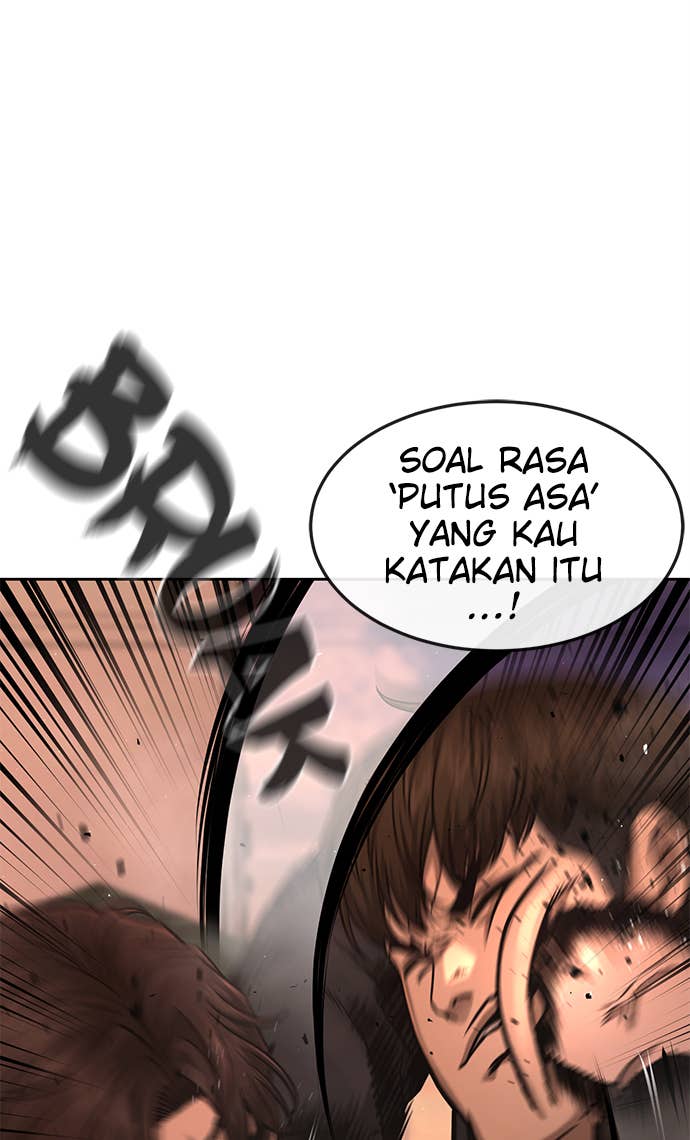 BRUAK
SOAL RASA
'PUTUS ASA'
YANG KAU
KATAKAN ITU
...!